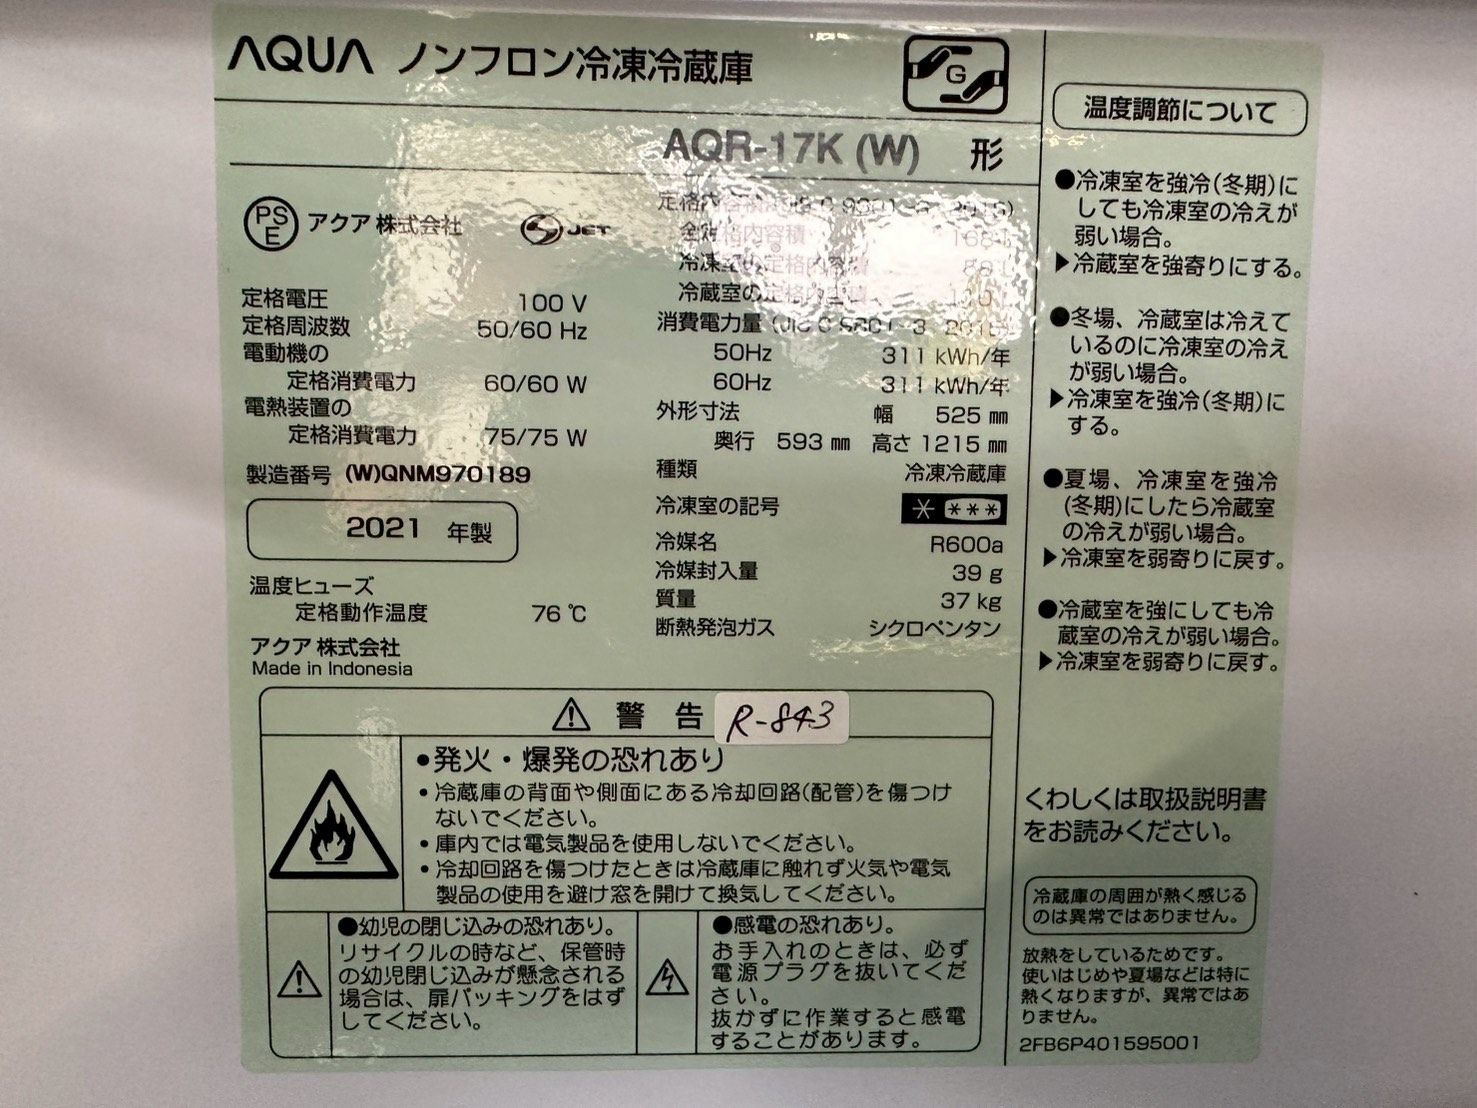 AQUA ノンフロン冷凍冷蔵庫
G
AQR-17K (W) 形
PS
E
アクア 株式会社
JET
定格電圧 100 V
定格周波数 50/60 Hz
電動機の
定格消費電力 60/60 W
電熱装置の
定格消費電力 75/75 W
製造番号 (W)QNM970189
2021 年製
温度ヒューズ
定格動作温度 76 ℃
アクア 株式会社
Made in Indonesia
全定格内容積 168
冷凍室の定格内容積
冷蔵室の定格内容積
消費電力量
50Hz 311 kWh/年
60Hz 311 kWh/年
外形寸法 幅 525 ㎜
奥行 593 ㎜ 高さ 1215 ㎜
種類 冷凍冷蔵庫
冷凍室の記号 * ***
冷媒名 R600a
冷媒封入量 39 g
質量 37 kg
断熱発泡ガス シクロペンタン
⚠ 警 告
R-843
●発火・爆発の恐れあり
・冷蔵庫の背面や側面にある冷却回路(配管)を傷つけ
ないでください。
・庫内では電気製品を使用しないでください。
・冷却回路を傷つけたときは冷蔵庫に触れず火気や電気
製品の使用を避け窓を開けて換気してください。
●幼児の閉じ込みの恐れあり。
リサイクルの時など、保管時
の幼児閉じ込みが懸念される
場合は、扉パッキングをはず
してください。
●感電の恐れあり。
お手入れのときは、必ず
電源プラグを抜いてくだ
さい。
抜かずに作業すると感電
することがあります。
温度調節について
●冷凍室を強冷(冬期)に
しても冷凍室の冷えが
弱い場合。
▶冷蔵室を強寄りにする。
●冬場、冷蔵室は冷えて
いるのに冷凍室の冷え
が弱い場合。
▶冷凍室を強冷(冬期)に
する。
●夏場、冷凍室を強冷
(冬期)にしたら冷蔵室
の冷えが弱い場合。
▶冷凍室を弱寄りに戻す。
●冷蔵室を強にしても冷
蔵室の冷えが弱い場合。
▶冷凍室を弱寄りに戻す。
くわしくは取扱説明書
をお読みください。
冷蔵庫の周囲が熱く感じる
のは異常ではありません。
放熱をしているためです。
使いはじめや夏場などは特に
熱くなりますが、異常ではあ
りません。
2FB6P401595001